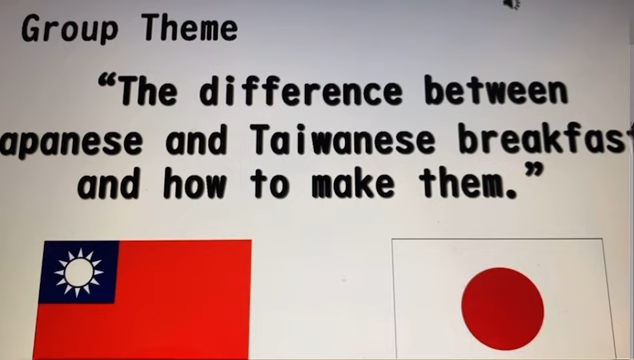 Group Theme
“The difference between
apanese and Taiwanese breakfas
and how to make them.”